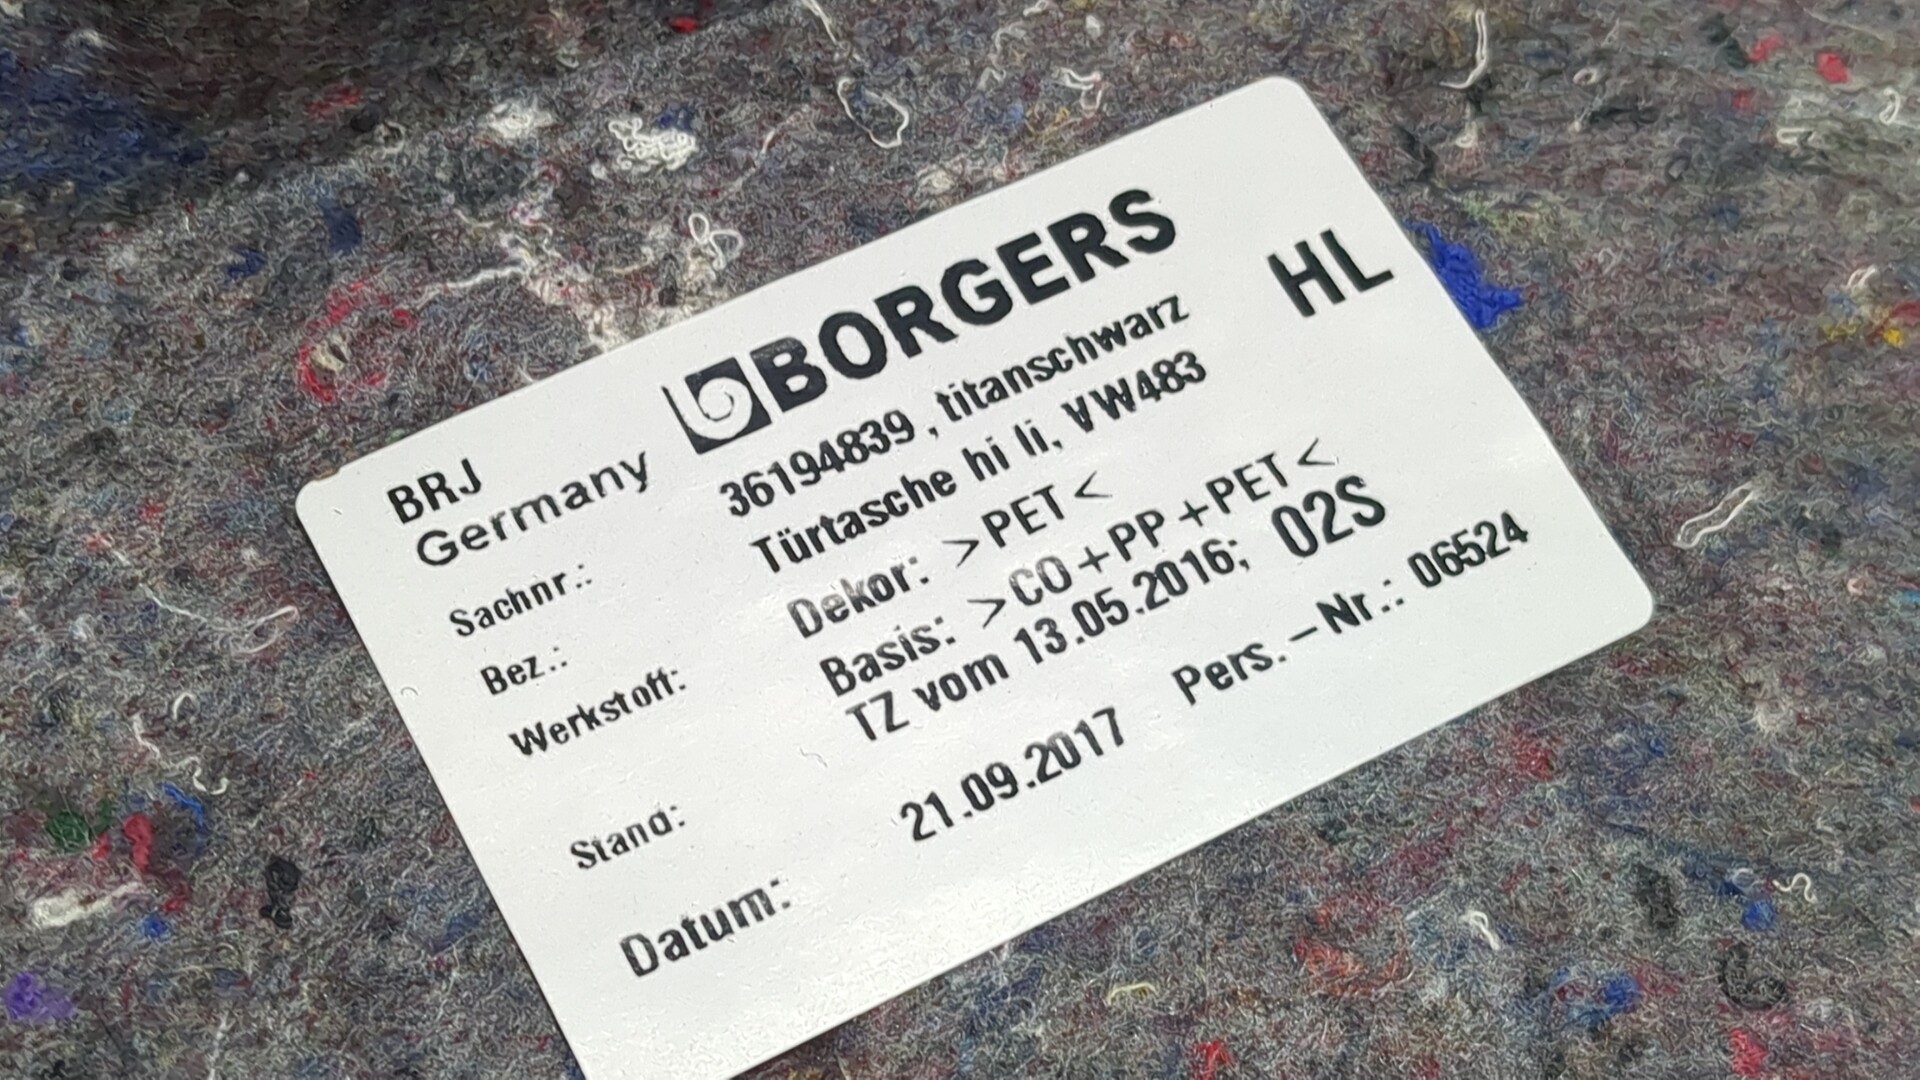 BORGERS
BRJ
Germany
HL
Sachnr.: 36194839, titanschwarz
Bez.: Türtasche hi li, VW483
Werkstoff: Dekor: >PET<
Basis: >CO+PP+PET<
Stand: TZ vom 13.05.2016; 02S
Datum: 21.09.2017 Pers.-Nr.: 06524